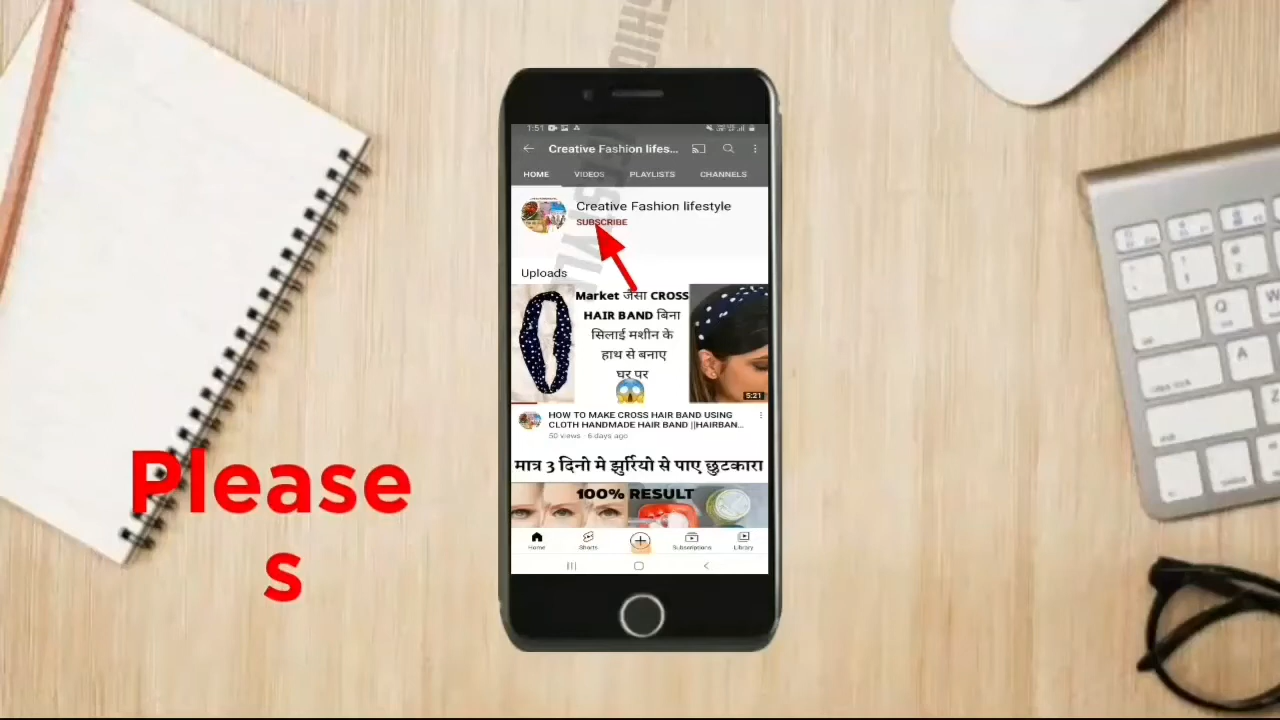 1:51
Creative Fashion lifes...
HOME VIDEOS PLAYLISTS CHANNELS
Creative Fashion lifestyle
SUBSCRIBE
Uploads
Market जैसा CROSS
HAIR BAND बिना
सिलाई मशीन के
हाथ से बनाए
घर पर
5:21
HOW TO MAKE CROSS HAIR BAND USING
CLOTH HANDMADE HAIR BAND ||HAIRBAN...
50 views · 6 days ago
मात्र 3 दिनो मे झुर्रियो से पाए छुटकारा
100% RESULT
Home Shorts Subscriptions Library
Please
s
Q
A